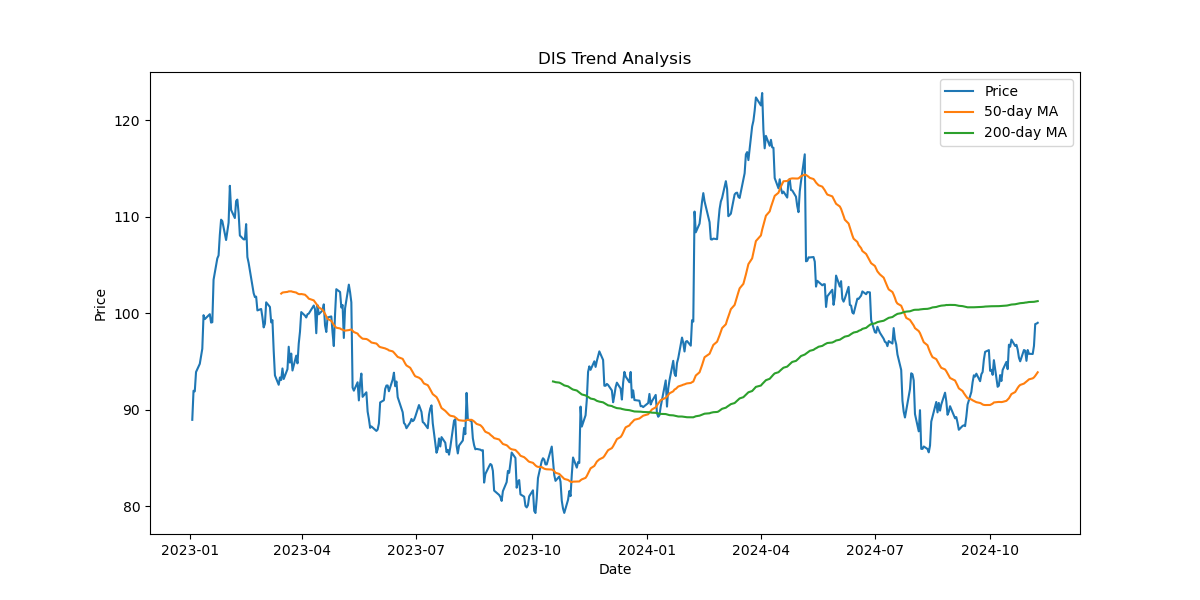 DIS Trend Analysis
Price
50-day MA
200-day MA
120
110
100
90
80
Price
2023-01
2023-04
2023-07
2023-10
2024-01
2024-04
2024-07
2024-10
Date